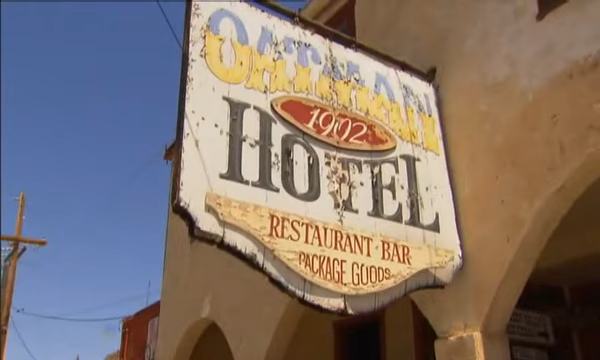 OATMAN
1902
HOTEL
RESTAURANT · BAR
PACKAGE GOODS